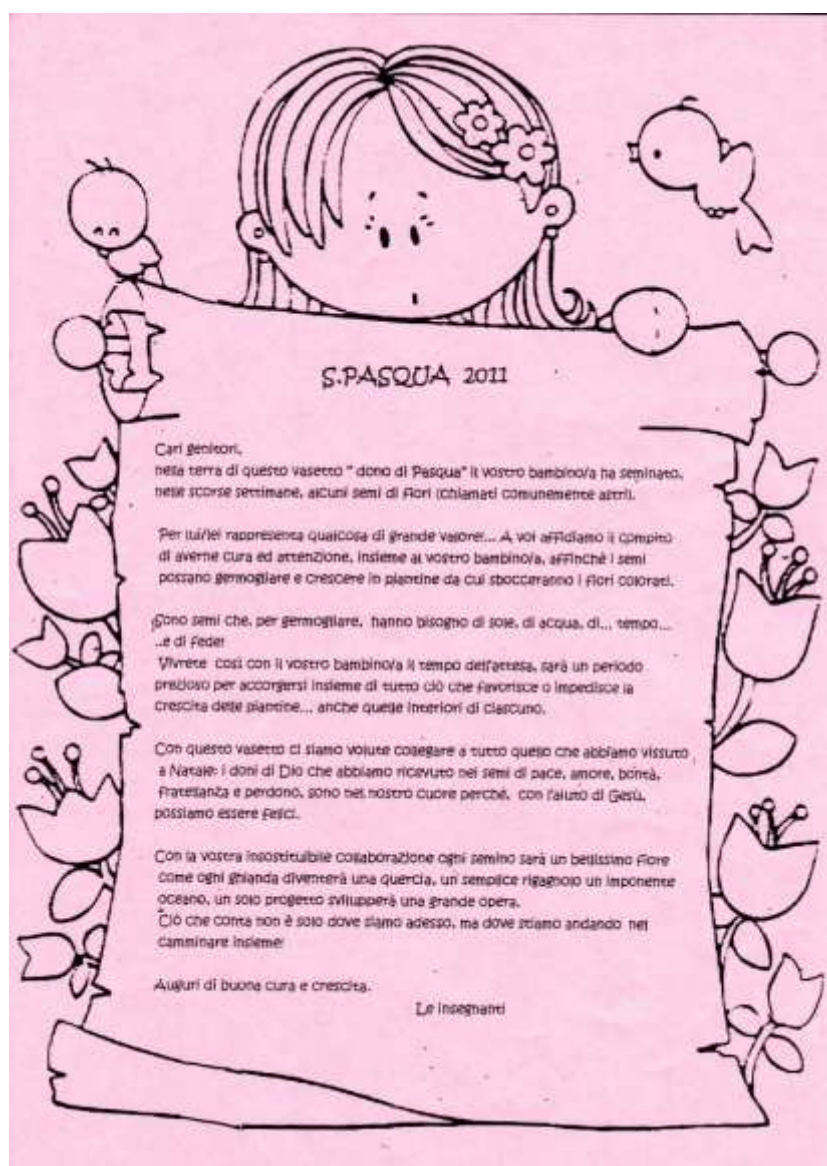 S.PASQUA 2011
Cari genitori,
nella terra di questo vasetto " dono di Pasqua" il vostro bambino/a ha seminato,
nelle scorse settimane, alcuni semi di fiori (chiamati comunemente astri).
Per lui/lei rappresenta qualcosa di grande valore!... A voi affidiamo il compito
di averne cura ed attenzione, insieme al vostro bambino/a, affinchè i semi
possano germogliare e crescere in piantine da cui sbocceranno i fiori colorati.
Sono semi che, per germogliare, hanno bisogno di sole, di acqua, di... tempo...
..e di fede!
Vivrete così con il vostro bambino/a il tempo dell'attesa, sarà un periodo
prezioso per accorgersi insieme di tutto ciò che favorisce o impedisce la
crescita delle piantine... anche quelle interiori di ciascuno.
Con questo vasetto ci siamo volute collegare a tutto quello che abbiamo vissuto
a Natale: i doni di Dio che abbiamo ricevuto nei semi di pace, amore, bontà,
fratellanza e perdono, sono nel nostro cuore perché, con l'aiuto di Gesù,
possiamo essere felici.
Con la vostra insostituibile collaborazione ogni semino sarà un bellissimo fiore
come ogni ghianda diventerà una quercia, un semplice rigagnolo un imponente
oceano, un solo progetto svilupperà una grande opera.
Ciò che conta non è solo dove siamo adesso, ma dove stiamo andando nel
camminare insieme!
Auguri di buona cura e crescita.
Le insegnanti